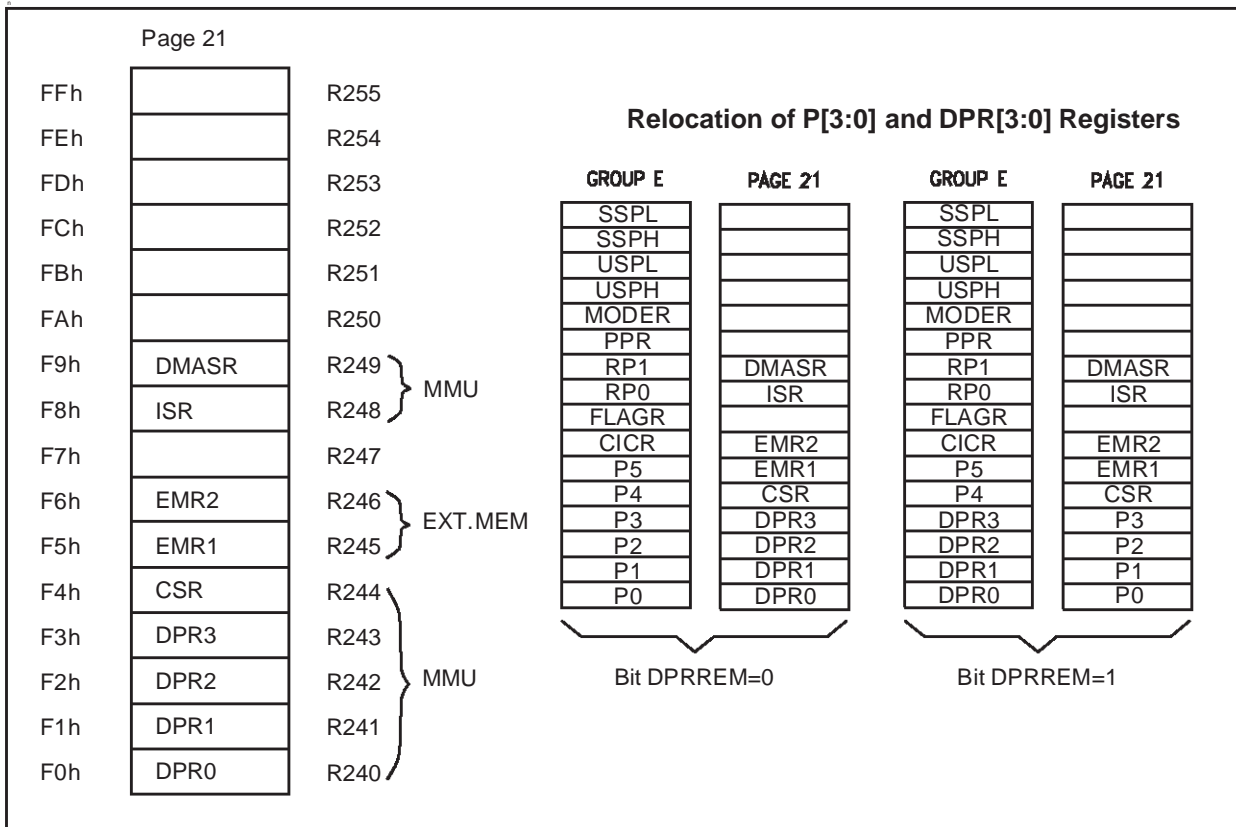 Page 21
FFh R255
FEh R254
FDh R253
FCh R252
FBh R251
FAh R250
F9h DMASR R249
MMU
F8h ISR R248
F7h R247
F6h EMR2 R246
EXT.MEM
F5h EMR1 R245
F4h CSR R244
F3h DPR3 R243
F2h DPR2 R242 MMU
F1h DPR1 R241
F0h DPR0 R240
Relocation of P[3:0] and DPR[3:0] Registers
GROUP E PAGE 21 GROUP E PAGE 21
SSPL SSPL
SSPH SSPH
USPL USPL
USPH USPH
MODER MODER
PPR PPR
RP1 DMASR RP1 DMASR
RP0 ISR RP0 ISR
FLAGR FLAGR
CICR EMR2 CICR EMR2
P5 EMR1 P5 EMR1
P4 CSR P4 CSR
P3 DPR3 DPR3 P3
P2 DPR2 DPR2 P2
P1 DPR1 DPR1 P1
P0 DPR0 DPR0 P0
Bit DPRREM=0 Bit DPRREM=1